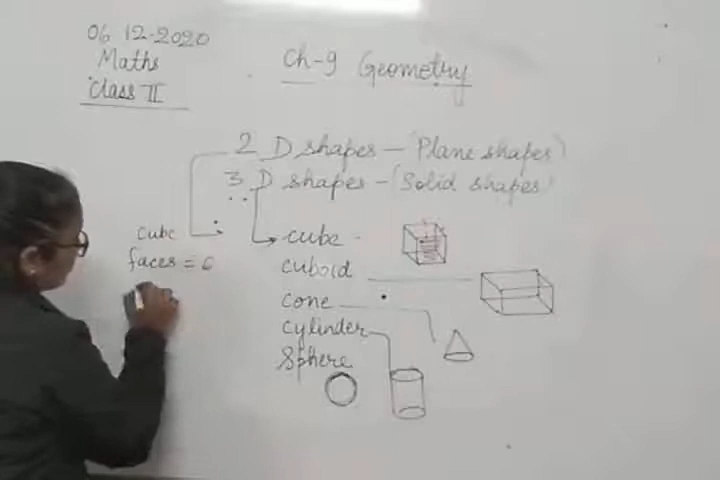 06.12.2020
Maths
Class II
Ch-9 Geometry
2 D shapes - (Plane shapes)
3 D shapes - (Solid shapes)
cube
cuboid
cone
cylinder
Sphere
cube
faces = 6